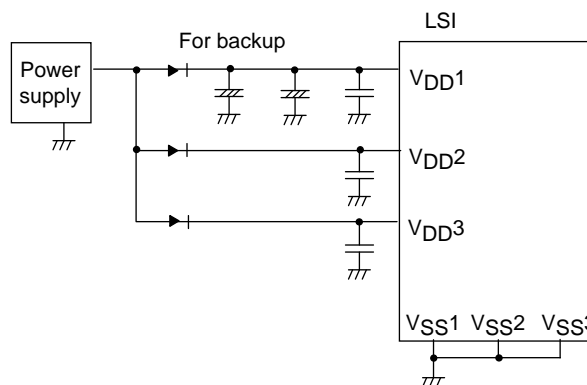 LSI
For backup
Power
supply
VDD1
VDD2
VDD3
VSS1 VSS2 VSS3